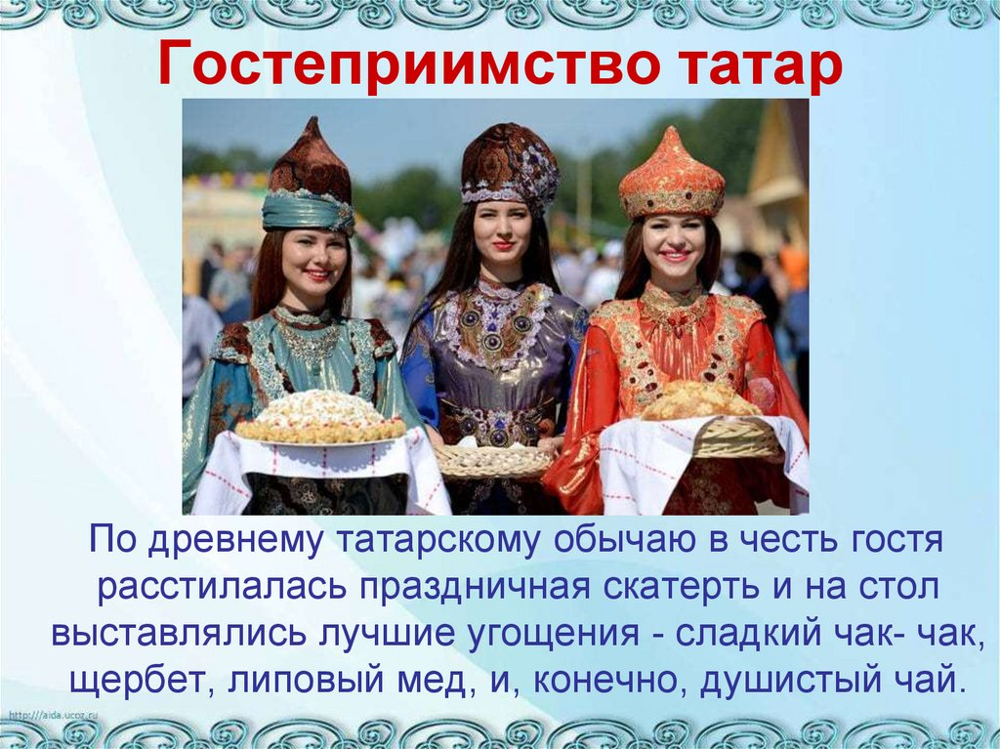 Гостеприимство татар
По древнему татарскому обычаю в честь гостя
расстилалась праздничная скатерть и на стол
выставлялись лучшие угощения - сладкий чак- чак,
щербет, липовый мед, и, конечно, душистый чай.
http://aida.ucoz.ru